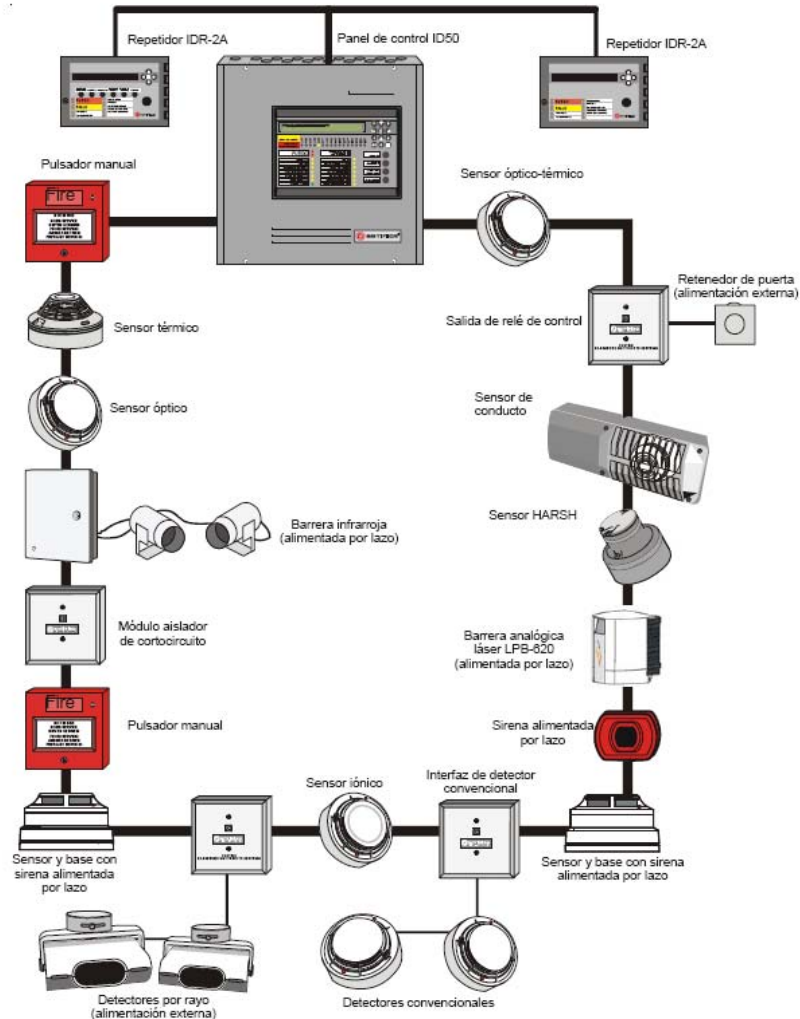 Repetidor IDR-2A
Panel de control ID50
Repetidor IDR-2A
Pulsador manual
Fire
Sensor óptico-térmico
Retenedor de puerta
(alimentación externa)
Sensor térmico
Salida de relé de control
Sensor óptico
Sensor de
conducto
Barrera infrarroja
(alimentada por lazo)
Sensor HARSH
Módulo aislador
de cortocircuito
Barrera analógica
láser LPB-620
(alimentada por lazo)
Fire
Pulsador manual
Sirena alimentada
por lazo
Sensor iónico
Interfaz de detector
convencional
Sensor y base con
sirena alimentada
por lazo
Sensor y base con sirena
alimentada por lazo
Detectores por rayo
(alimentación externa)
Detectores convencionales